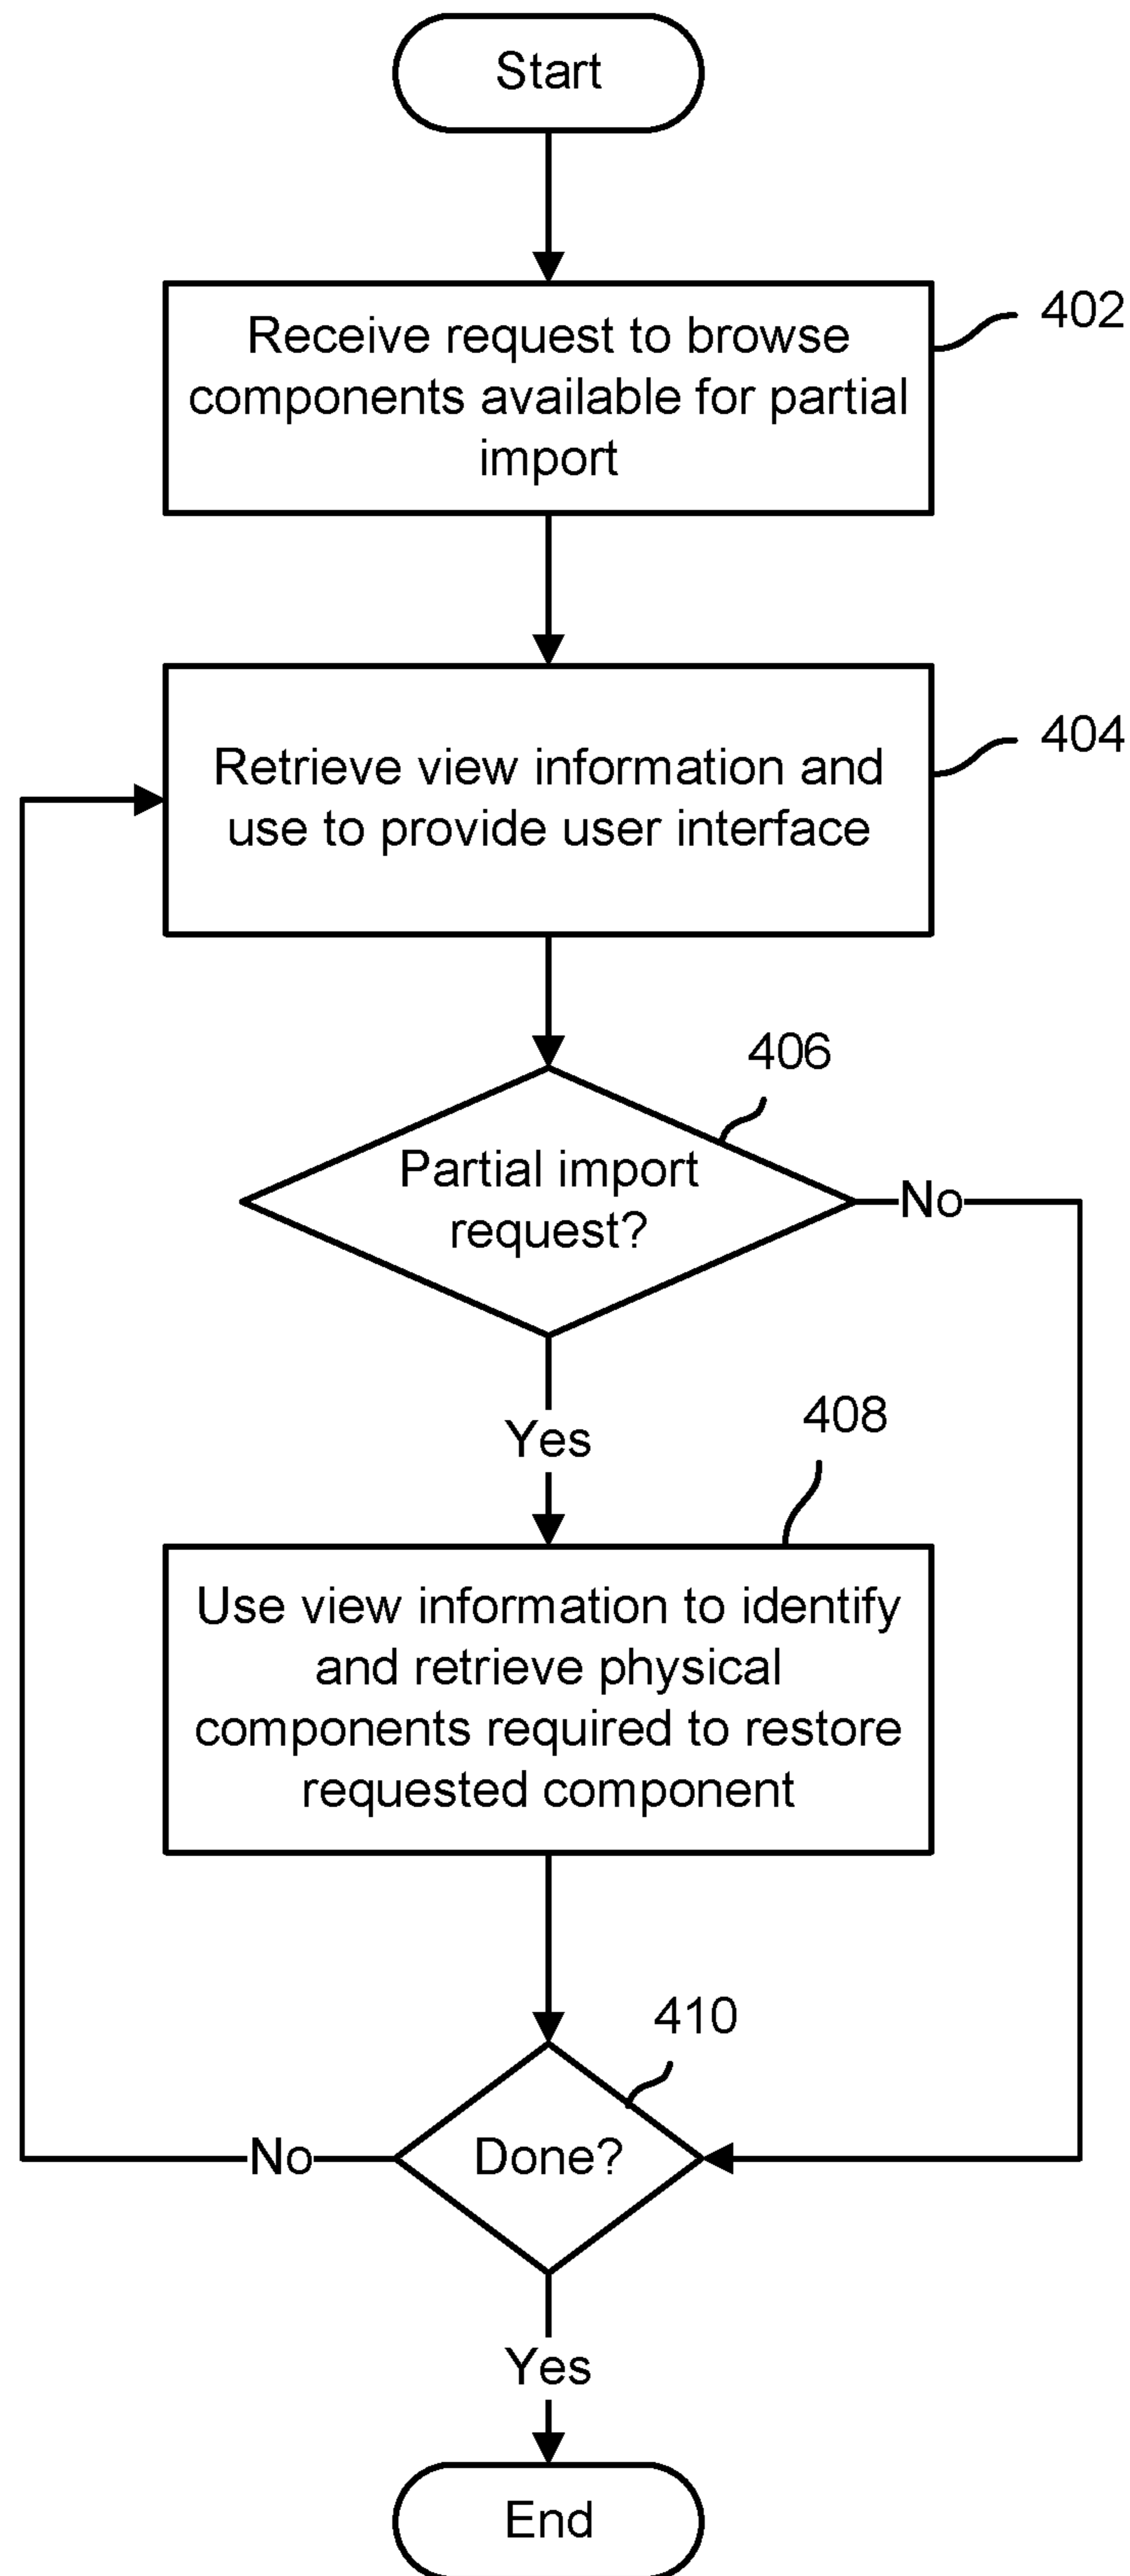 Start
Receive request to browse
components available for partial
import
402
Retrieve view information and
use to provide user interface
404
406
Partial import
request?
No
Yes
408
Use view information to identify
and retrieve physical
components required to restore
requested component
410
Done?
No
Yes
End